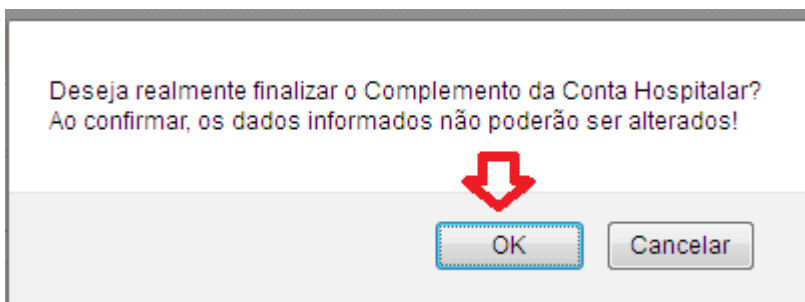 Deseja realmente finalizar o Complemento da Conta Hospitalar?
Ao confirmar, os dados informados não poderão ser alterados!
OK Cancelar